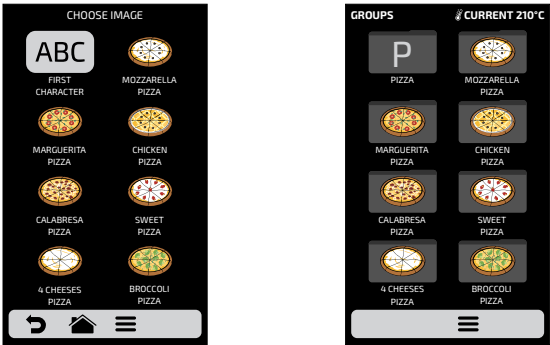 CHOOSE IMAGE
ABC
FIRST
CHARACTER
MOZZARELLA
PIZZA
MARGUERITA
PIZZA
CHICKEN
PIZZA
CALABRESA
PIZZA
SWEET
PIZZA
4 CHEESES
PIZZA
BROCCOLI
PIZZA
GROUPS
CURRENT 210°C
P
PIZZA
MOZZARELLA
PIZZA
MARGUERITA
PIZZA
CHICKEN
PIZZA
CALABRESA
PIZZA
SWEET
PIZZA
4 CHEESES
PIZZA
BROCCOLI
PIZZA